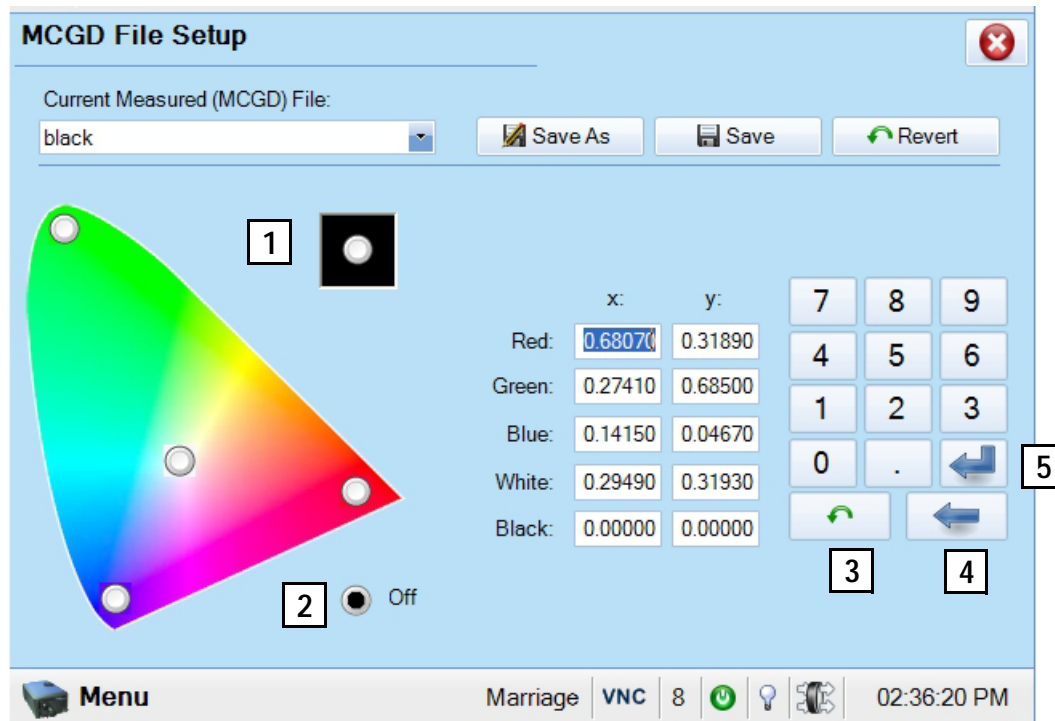 MCGD File Setup
Current Measured (MCGD) File:
black
Save As
Save
Revert
1
x: y:
Red: 0.68070 0.31890
Green: 0.27410 0.68500
Blue: 0.14150 0.04670
White: 0.29490 0.31930
Black: 0.00000 0.00000
7 8 9
4 5 6
1 2 3
0 .
5
3
4
2
Off
Menu
Marriage VNC 8 02:36:20 PM